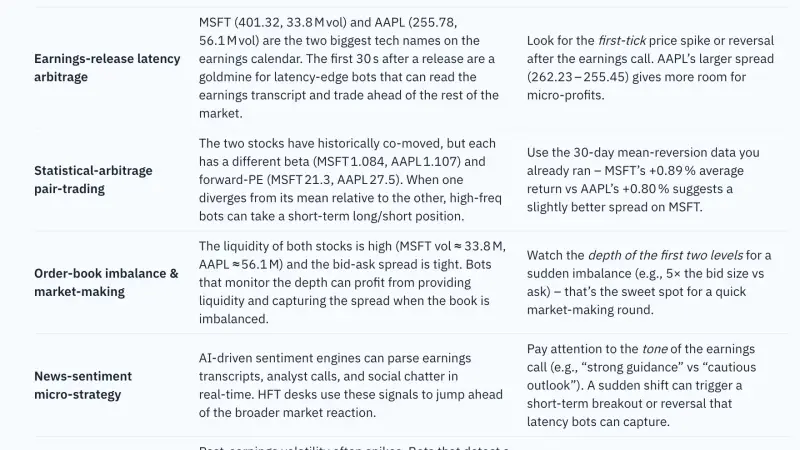 MSFT (401.32, 33.8 M vol) and AAPL (255.78,
56.1 M vol) are the two biggest tech names on the
earnings calendar. The first 30 s after a release are a
goldmine for latency-edge bots that can read the
earnings transcript and trade ahead of the rest of the
market.
Earnings-release latency
arbitrage
Look for the first-tick price spike or reversal
after the earnings call. AAPL’s larger spread
(262.23 – 255.45) gives more room for
micro-profits.
Statistical-arbitrage
pair-trading
The two stocks have historically co-moved, but each
has a different beta (MSFT 1.084, AAPL 1.107) and
forward-PE (MSFT 21.3, AAPL 27.5). When one
diverges from its mean relative to the other, high-freq
bots can take a short-term long/short position.
Use the 30-day mean-reversion data you
already ran – MSFT’s +0.89 % average
return vs AAPL’s +0.80 % suggests a
slightly better spread on MSFT.
Order-book imbalance &
market-making
The liquidity of both stocks is high (MSFT vol ≈ 33.8 M,
AAPL ≈ 56.1 M) and the bid-ask spread is tight. Bots
that monitor the depth can profit from providing
liquidity and capturing the spread when the book is
imbalanced.
Watch the depth of the first two levels for a
sudden imbalance (e.g., 5× the bid size vs
ask) – that’s the sweet spot for a quick
market-making round.
News-sentiment
micro-strategy
AI-driven sentiment engines can parse earnings
transcripts, analyst calls, and social chatter in
real-time. HFT desks use these signals to jump ahead
of the broader market reaction.
Pay attention to the tone of the earnings
call (e.g., “strong guidance” vs “cautious
outlook”). A sudden shift can trigger a
short-term breakout or reversal that
latency bots can capture.